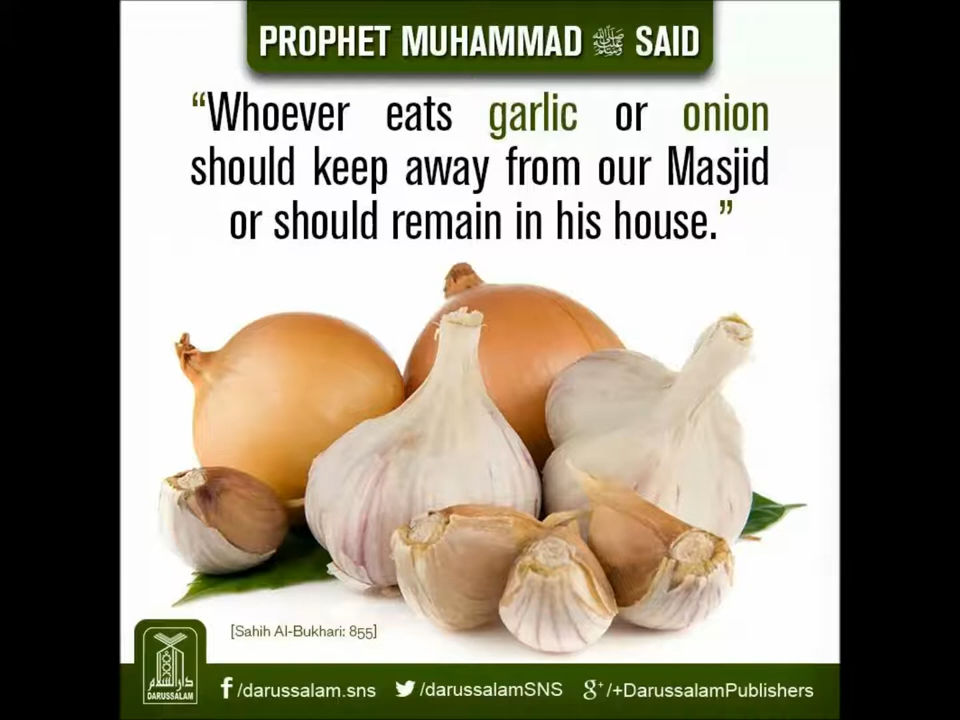 PROPHET MUHAMMAD ﷺ SAID
“Whoever eats garlic or onion
should keep away from our Masjid
or should remain in his house.”
[Sahih Al-Bukhari: 855]
دارالسلام
DARUSSALAM
f /darussalam.sns /darussalamSNS g+ /+DarussalamPublishers